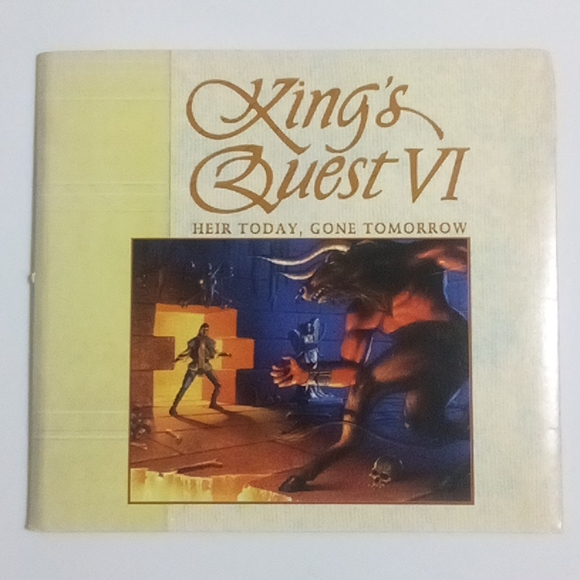 King's
Quest VI
HEIR TODAY, GONE TOMORROW